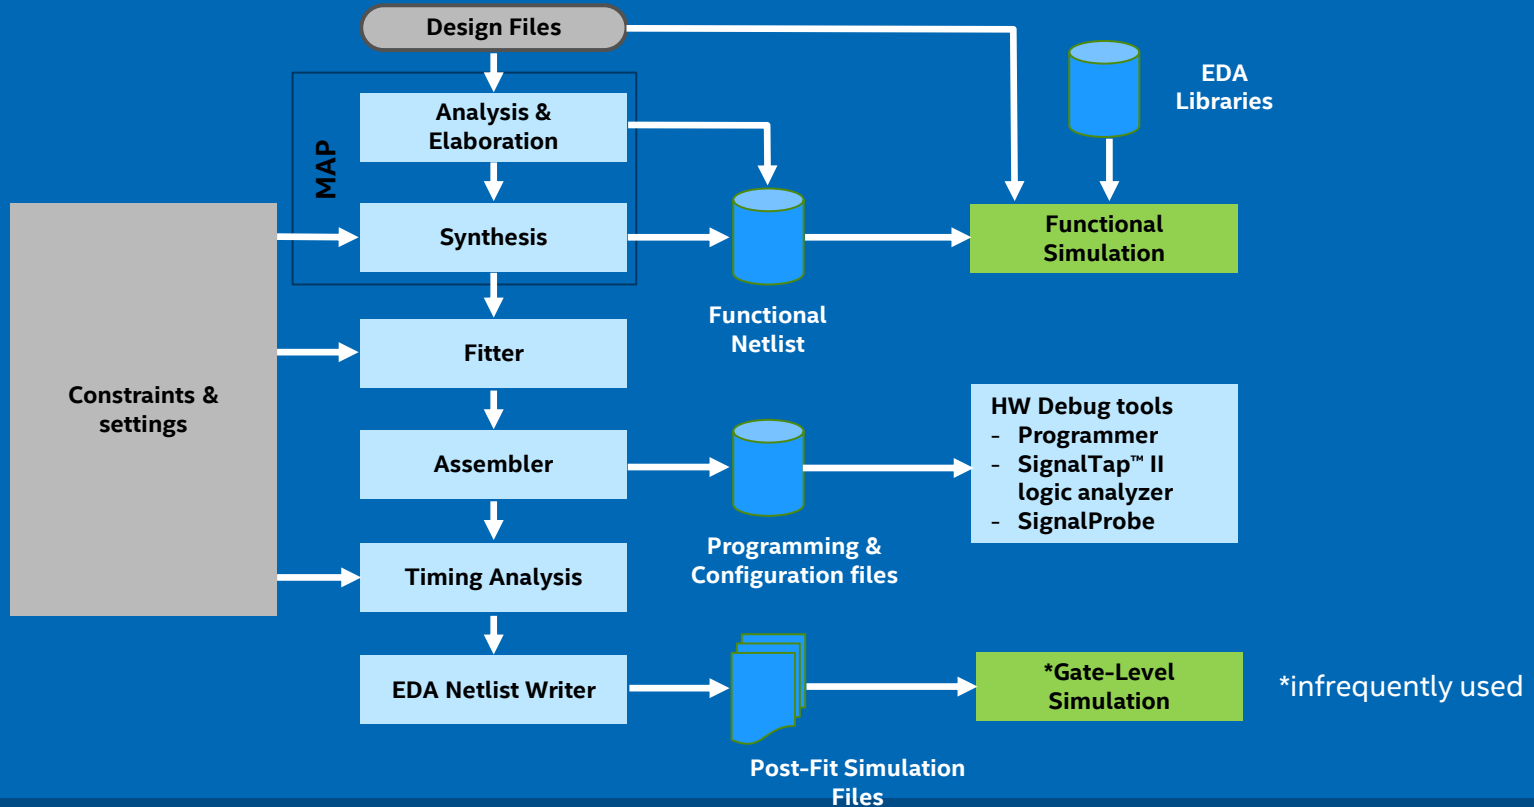 Design Files
EDA
Libraries
Analysis &
Elaboration
MAP
Synthesis
Functional
Simulation
Functional
Netlist
Fitter
Constraints &
settings
HW Debug tools
- Programmer
- SignalTap™ II
logic analyzer
- SignalProbe
Assembler
Programming &
Configuration files
Timing Analysis
EDA Netlist Writer
*Gate-Level
Simulation
*infrequently used
Post-Fit Simulation
Files